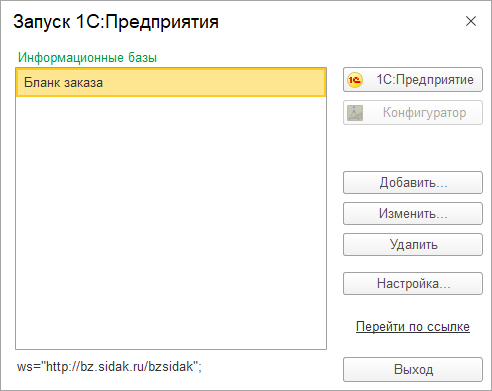 Запуск 1С:Предприятия
Информационные базы
Бланк заказа
1С:Предприятие
Конфигуратор
Добавить...
Изменить...
Удалить
Настройка...
Перейти по ссылке
ws="http://bz.sidak.ru/bzsidak";
Выход